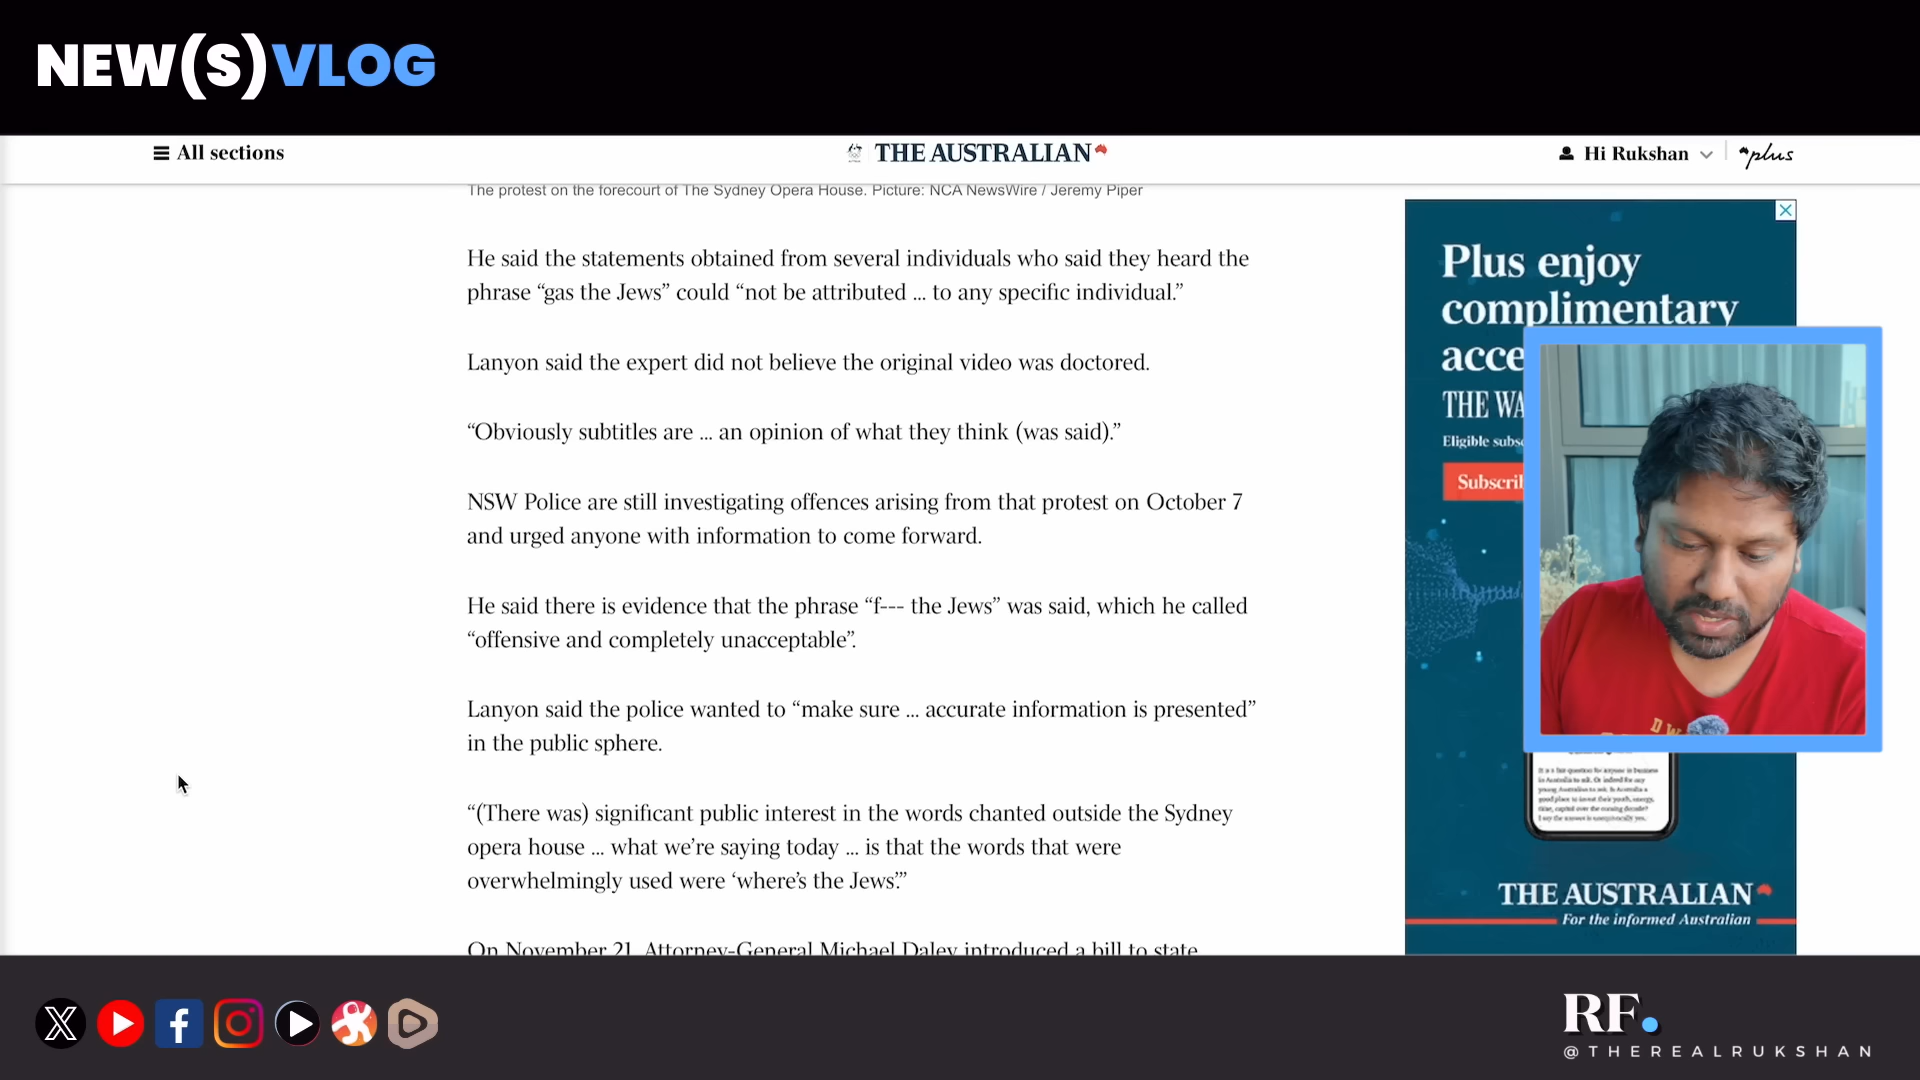 NEW(S)VLOG
All sections
THE AUSTRALIAN
Hi Rukshan
plus
The protest on the forecourt of The Sydney Opera House. Picture: NCA NewsWire / Jeremy Piper
He said the statements obtained from several individuals who said they heard the
phrase “gas the Jews” could “not be attributed ... to any specific individual.”
Lanyon said the expert did not believe the original video was doctored.
“Obviously subtitles are ... an opinion of what they think (was said).”
NSW Police are still investigating offences arising from that protest on October 7
and urged anyone with information to come forward.
He said there is evidence that the phrase “f--- the Jews” was said, which he called
“offensive and completely unacceptable”.
Lanyon said the police wanted to “make sure ... accurate information is presented”
in the public sphere.
“(There was) significant public interest in the words chanted outside the Sydney
opera house ... what we’re saying today ... is that the words that were
overwhelmingly used were ‘where’s the Jews’.”
On November 21, Attorney-General Michael Daley introduced a bill to state
Plus enjoy
complimentary
acce
THE WA
Eligible subs
Subscri
THE AUSTRALIAN
For the informed Australian
RF.
@THEREALRUKSHAN